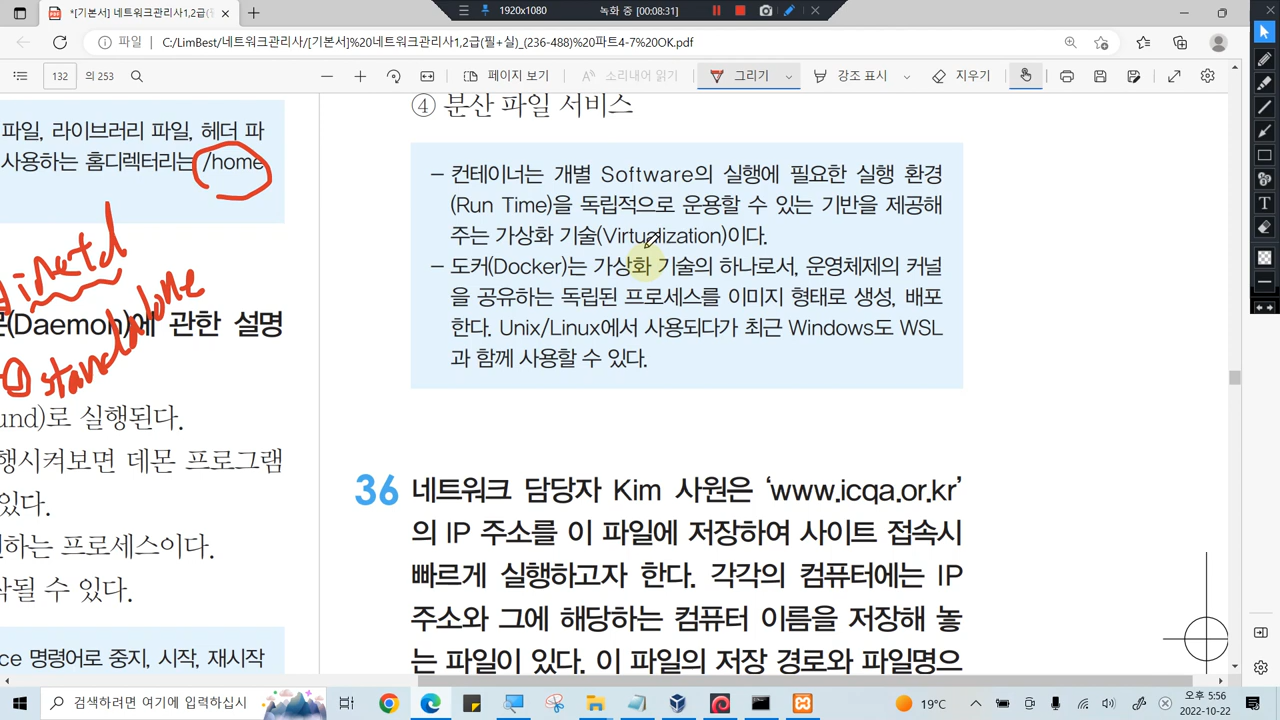 *[기본서] 네트워크관리사1,2급(
1920x1080
녹화 중
00:08:31
파일
C:/LimBest/네트워크관리사/[기본서]%20네트워크관리사1,2급(필+실)_(236-188)%20파트4-7%20OK.pdf
132
의 253
페이지 보기
소리내어 읽기
그리기
강조 표시
지우기
파일, 라이브러리 파일, 헤더 파
사용하는 홈디렉터리는 /home
inetd
standalone
몬(Daemon)에 관한 설명
und)로 실행된다.
행시켜보면 데몬 프로그램
있다.
하는 프로세스이다.
작될 수 있다.
ce 명령어로 중지, 시작, 재시작
④ 분산 파일 서비스
– 컨테이너는 개별 Software의 실행에 필요한 실행 환경
(Run Time)을 독립적으로 운용할 수 있는 기반을 제공해
주는 가상화 기술(Virtualization)이다.
– 도커(Docker)는 가상화 기술의 하나로서, 운영체제의 커널
을 공유하는 독립된 프로세스를 이미지 형태로 생성, 배포
한다. Unix/Linux에서 사용되다가 최근 Windows도 WSL
과 함께 사용할 수 있다.
36 네트워크 담당자 Kim 사원은 ‘www.icqa.or.kr’
의 IP 주소를 이 파일에 저장하여 사이트 접속시
빠르게 실행하고자 한다. 각각의 컴퓨터에는 IP
주소와 그에 해당하는 컴퓨터 이름을 저장해 놓
는 파일이 있다. 이 파일의 저장 경로와 파일명으
검색하려면 여기에 입력하십시
19°C
오후 5:56
2022-10-22